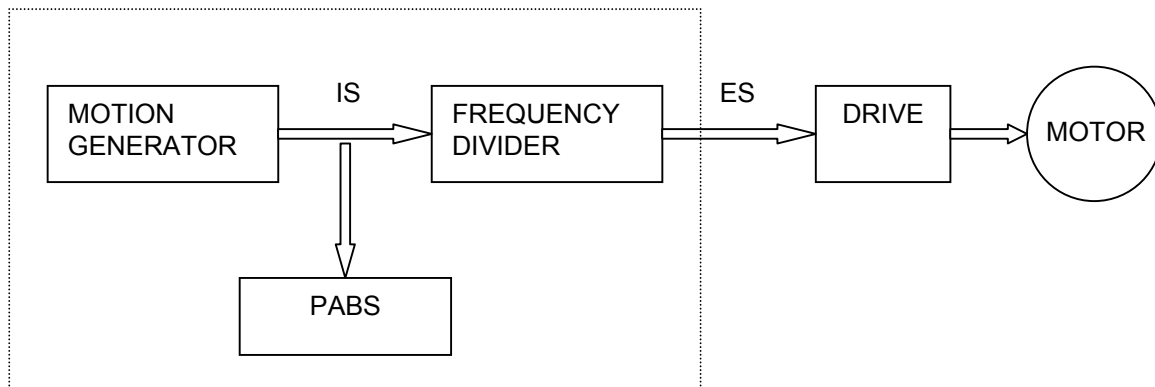 IS
ES
MOTION
GENERATOR
FREQUENCY
DIVIDER
DRIVE
MOTOR
PABS